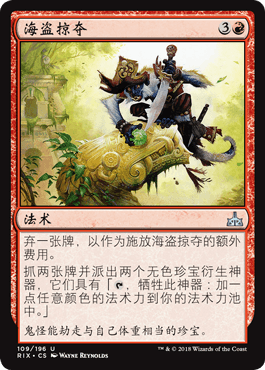 海盗掠夺 3
法术
弃一张牌，以作为施放海盗掠夺的额外
费用。
抓两张牌并派出两个无色珍宝衍生神
器，它们具有「，牺牲此神器：加一
点任意颜色的法术力到你的法术力池
中。」
鬼怪能劫走与自己体重相当的珍宝。
109/196 U
RIX • CS WAYNE REYNOLDS
™ & © 2018 Wizards of the Coast